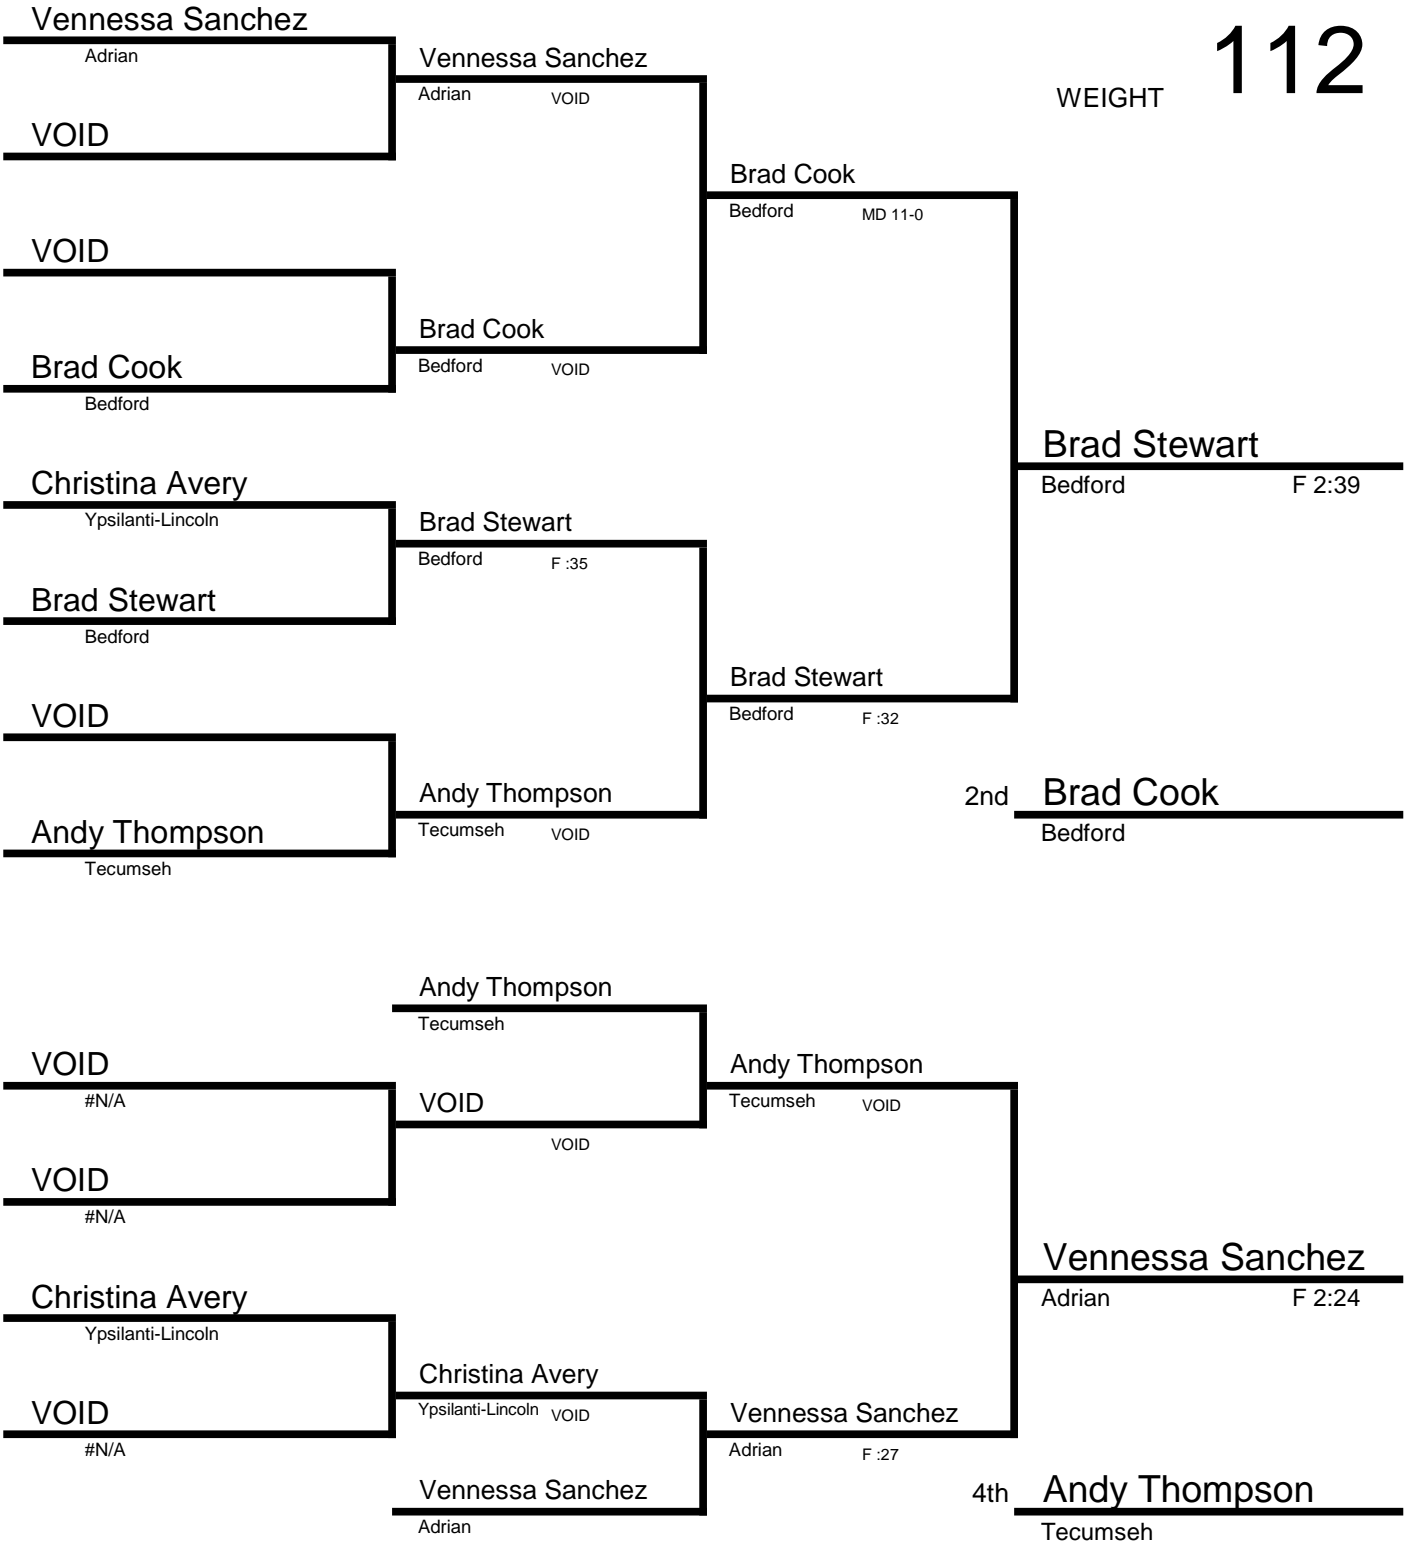 Vennessa Sanchez
Adrian
VOID
VOID
Brad Cook
Bedford
Christina Avery
Ypsilanti-Lincoln
Brad Stewart
Bedford
VOID
Andy Thompson
Tecumseh
Vennessa Sanchez
Adrian VOID
Brad Cook
Bedford VOID
Brad Stewart
Bedford F :35
Andy Thompson
Tecumseh VOID
Brad Cook
Bedford MD 11-0
Brad Stewart
Bedford F :32
WEIGHT 112
Brad Stewart
Bedford F 2:39
2nd Brad Cook
Bedford
VOID
#N/A
VOID
#N/A
Christina Avery
Ypsilanti-Lincoln
VOID
#N/A
Andy Thompson
Tecumseh
VOID
VOID
Christina Avery
Ypsilanti-Lincoln VOID
Vennessa Sanchez
Adrian
Andy Thompson
Tecumseh VOID
Vennessa Sanchez
Adrian F :27
Vennessa Sanchez
Adrian F 2:24
4th Andy Thompson
Tecumseh